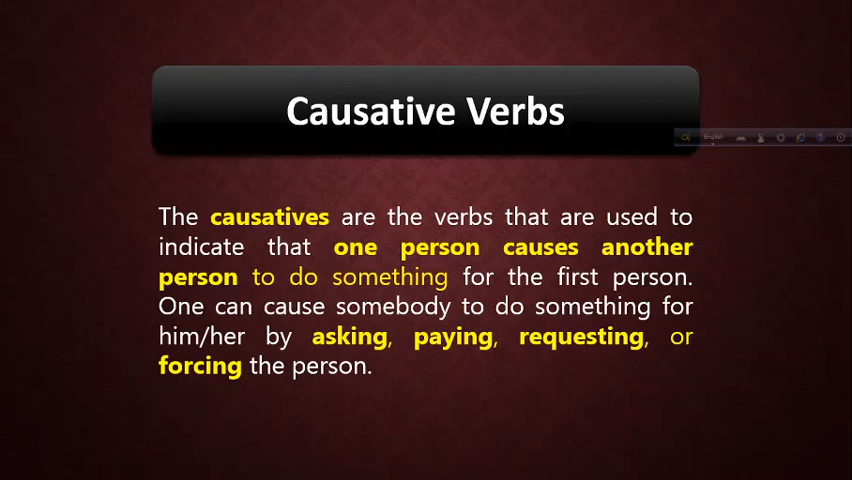 Causative Verbs
English
The causatives are the verbs that are used to
indicate that one person causes another
person to do something for the first person.
One can cause somebody to do something for
him/her by asking, paying, requesting, or
forcing the person.